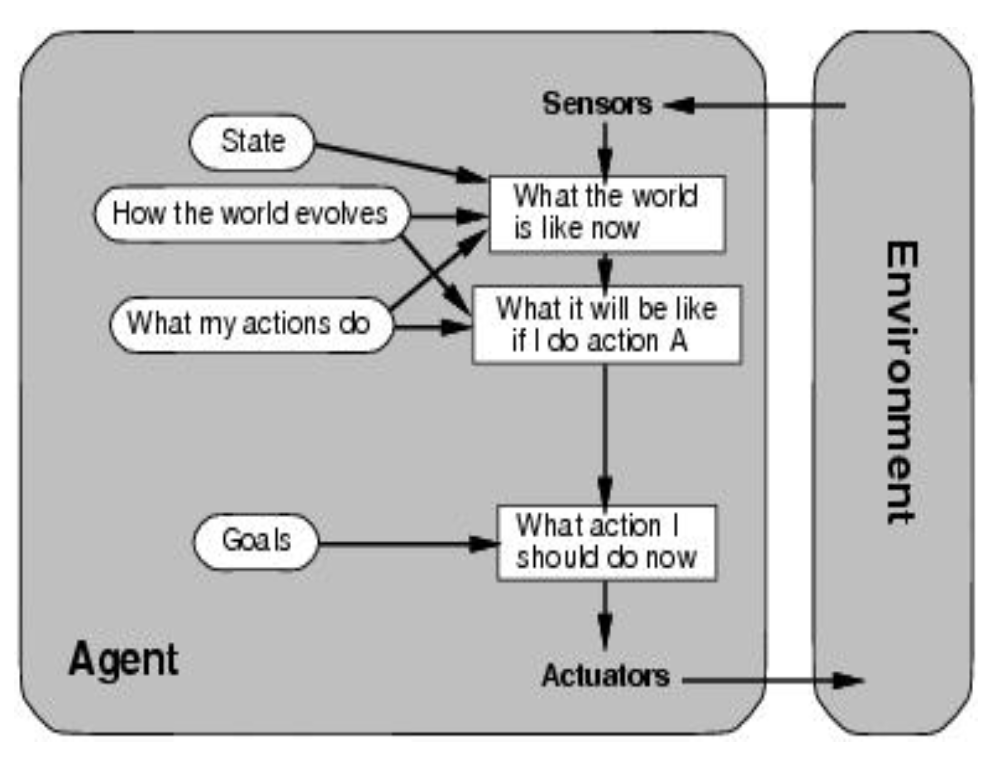 Sensors
State
What the world
is like now
How the world evolves
What it will be like
if I do action A
What my actions do
Environment
What action I
should do now
Goals
Agent
Actuators